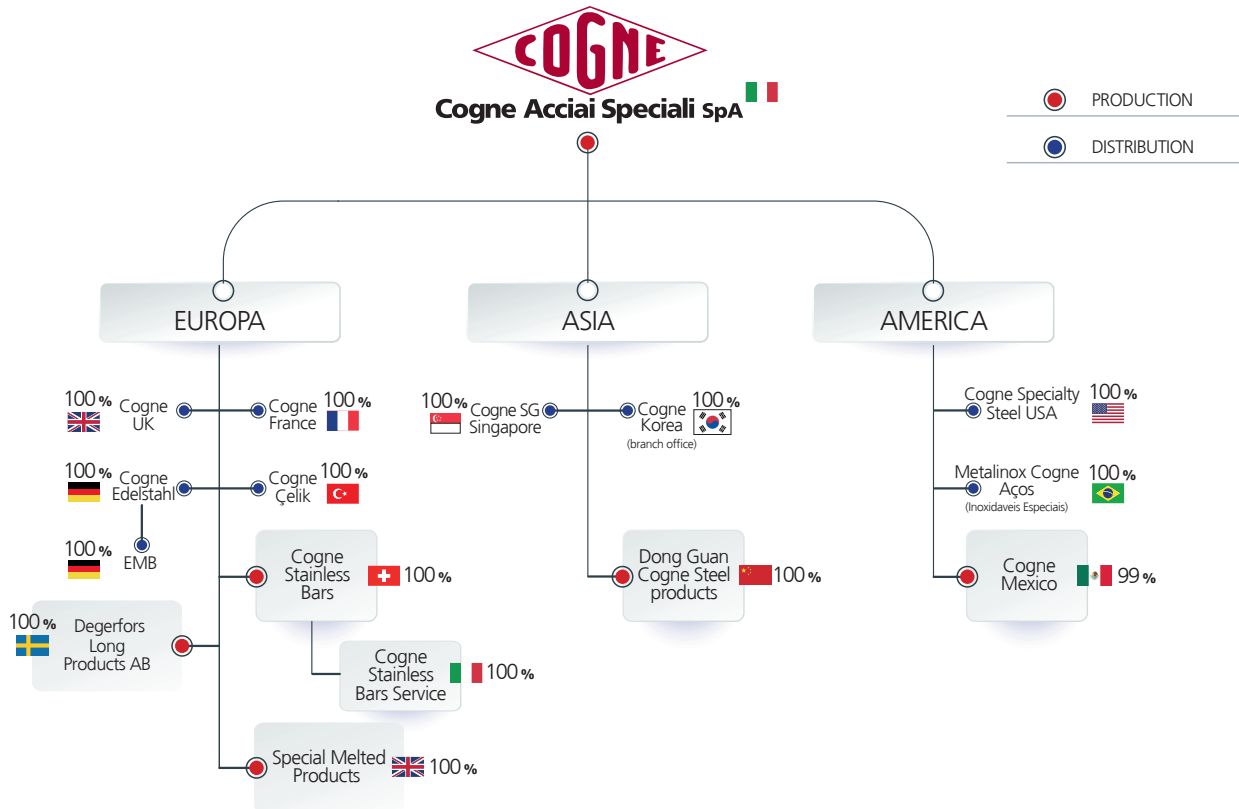 COGNE
Cogne Acciai Speciali SpA
PRODUCTION
DISTRIBUTION
EUROPA
ASIA
AMERICA
100 %
Cogne
UK
Cogne
France
100 %
100 %
Cogne
Edelstahl
Cogne
Çelik
100 %
100 %
EMB
Cogne
Stainless
Bars
100 %
100 %
Degerfors
Long
Products AB
Cogne
Stainless
Bars Service
100 %
Special Melted
Products
100 %
100 %
Cogne SG
Singapore
Cogne
Korea
(branch office)
100 %
Dong Guan
Cogne Steel
products
100 %
Cogne Specialty
Steel USA
100 %
Metalinox Cogne
Aços
(Inoxidaveis Especiais)
100 %
Cogne
Mexico
99 %